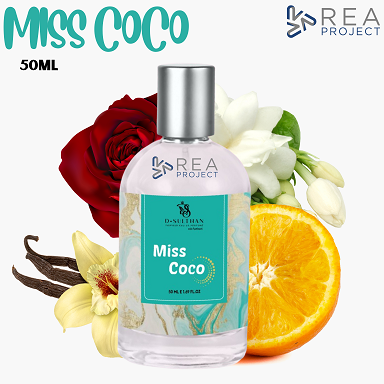 Miss CoCo
50ML
REA
PROJECT
REA
PROJECT
D•SULTHAN
Miss
Coco
50 ML E 1.69 FL.OZ